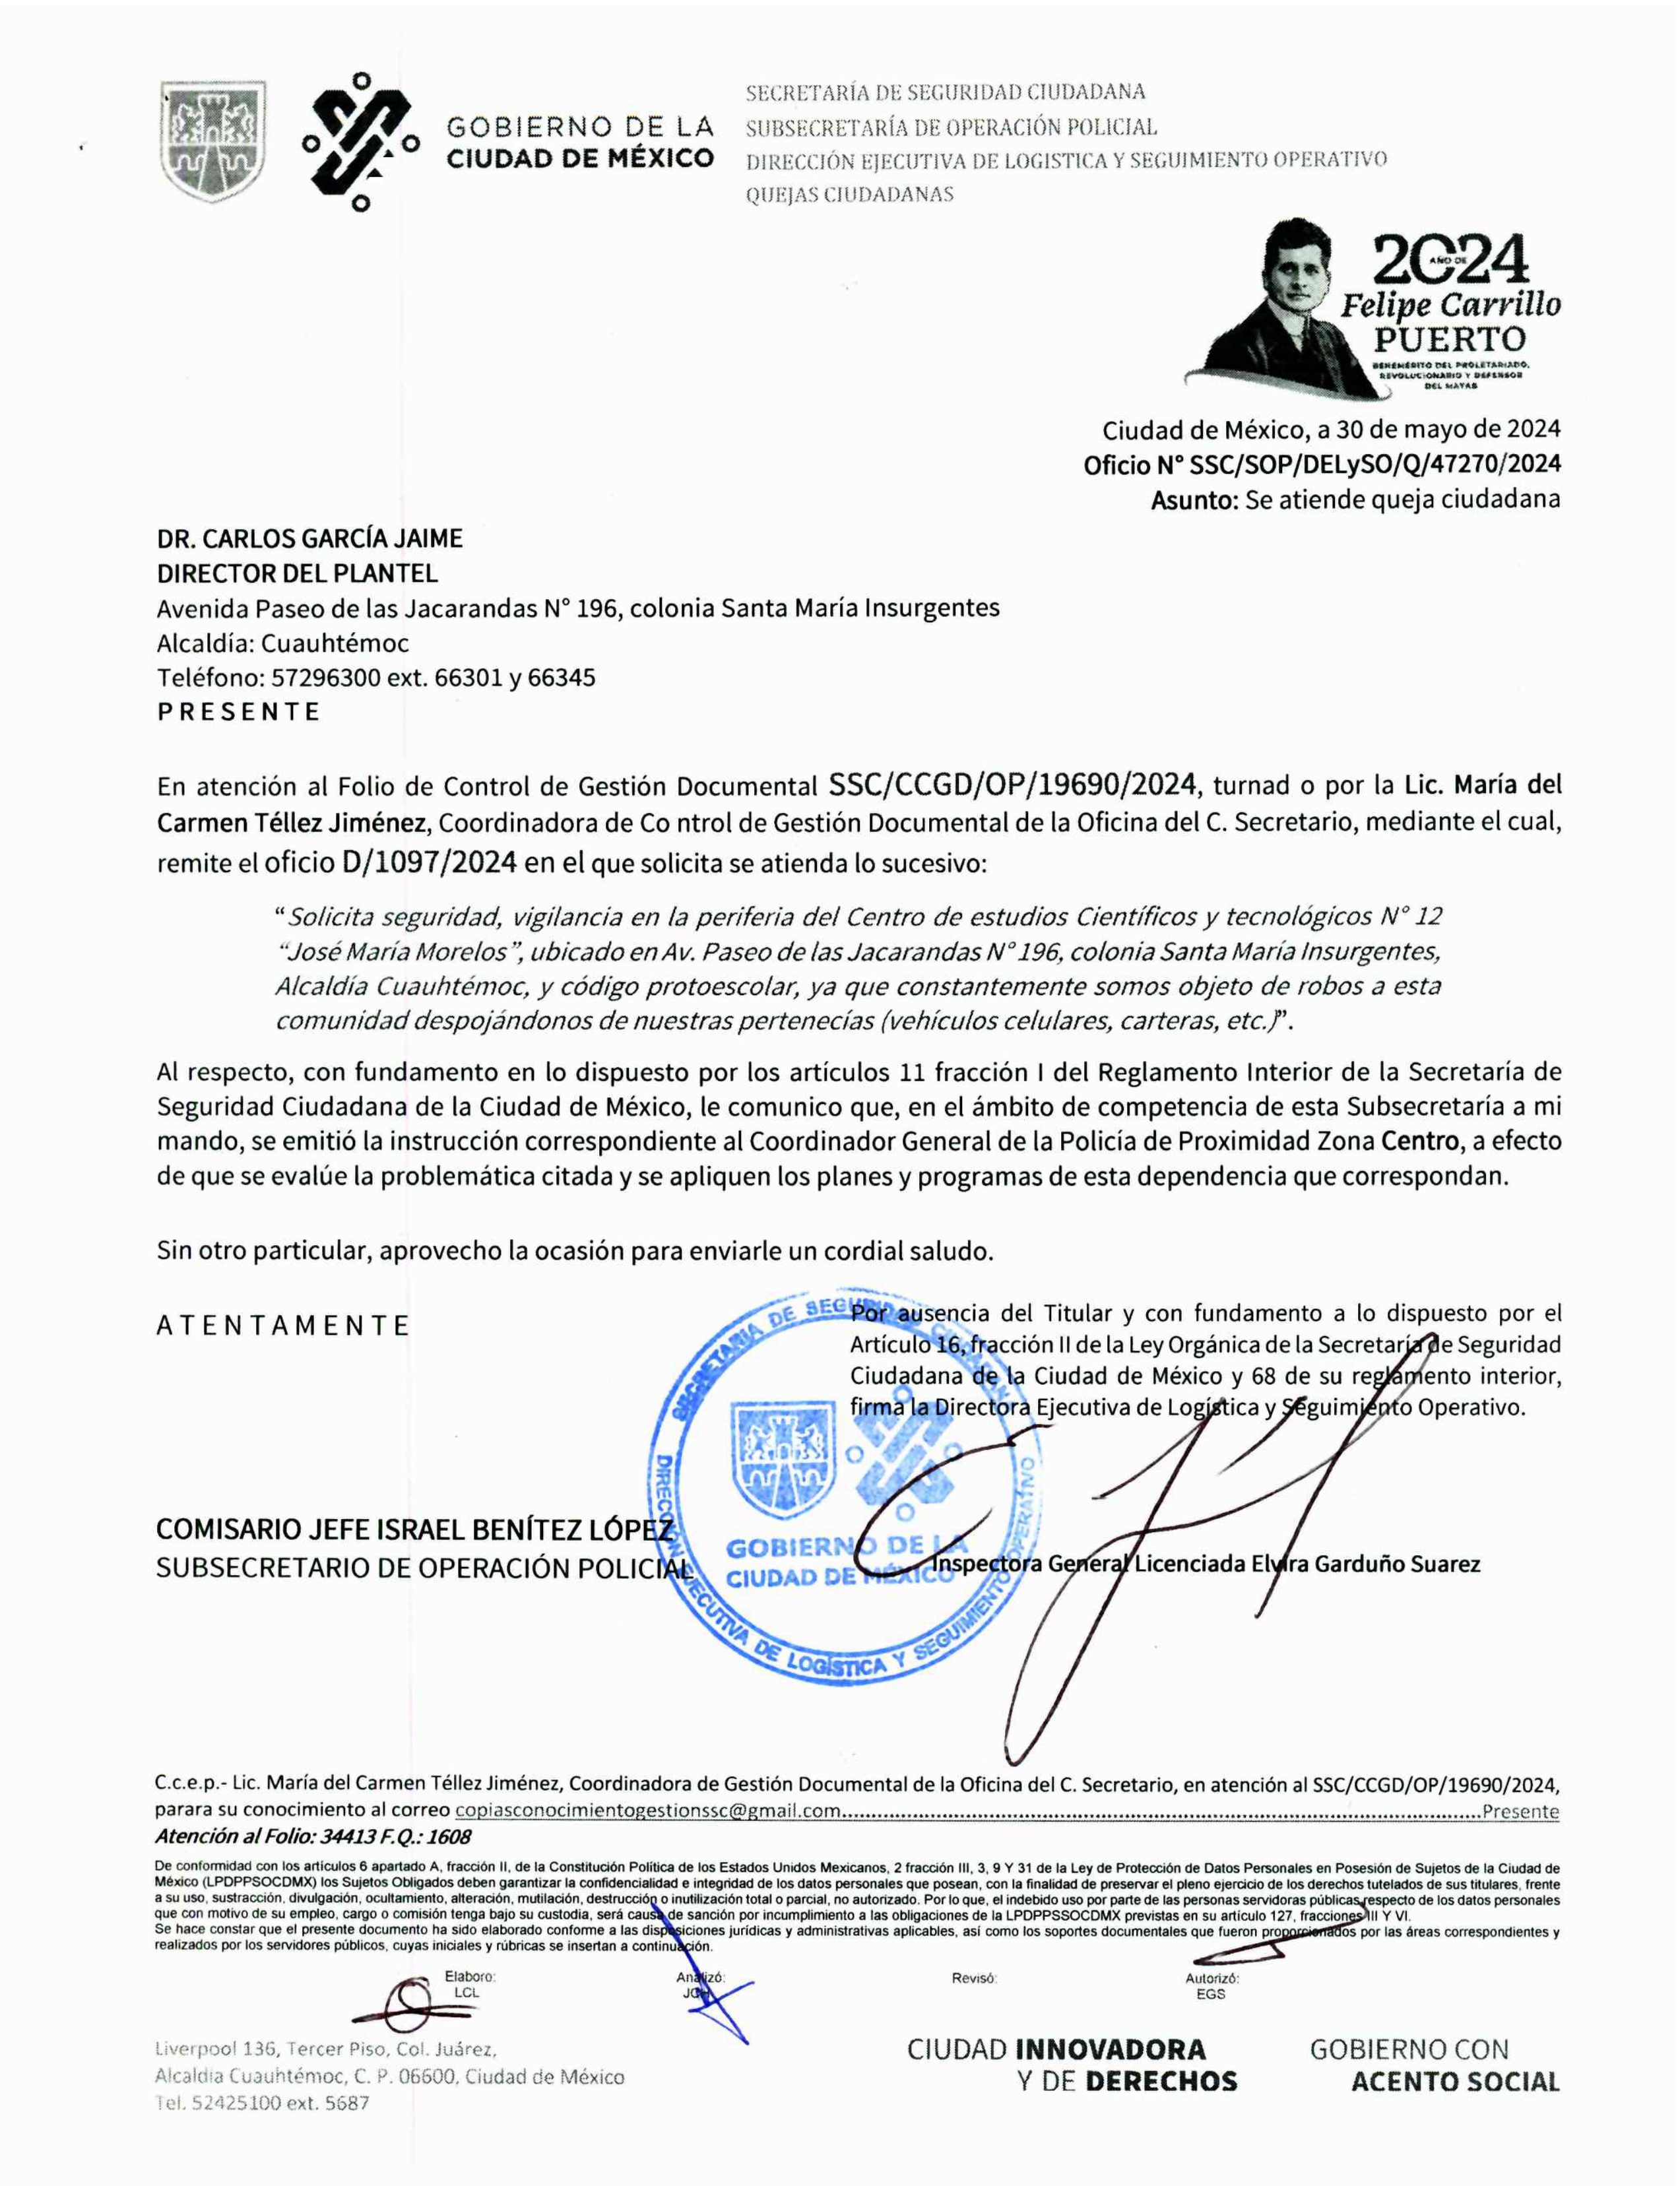 GOBIERNO DE LA
CIUDAD DE MÉXICO
SECRETARÍA DE SEGURIDAD CIUDADANA
SUBSECRETARÍA DE OPERACIÓN POLICIAL
DIRECCIÓN EJECUTIVA DE LOGISTICA Y SEGUIMIENTO OPERATIVO
QUEJAS CIUDADANAS
2024
AÑO DE
Felipe Carrillo
PUERTO
BENEMÉRITO DEL PROLETARIADO,
REVOLUCIONARIO Y DEFENSOR
DEL MAYAB
Ciudad de México, a 30 de mayo de 2024
Oficio N° SSC/SOP/DELySO/Q/47270/2024
Asunto: Se atiende queja ciudadana
DR. CARLOS GARCÍA JAIME
DIRECTOR DEL PLANTEL
Avenida Paseo de las Jacarandas N° 196, colonia Santa María Insurgentes
Alcaldía: Cuauhtémoc
Teléfono: 57296300 ext. 66301 y 66345
P R E S E N T E
En atención al Folio de Control de Gestión Documental SSC/CCGD/OP/19690/2024, turnad o por la Lic. María del
Carmen Téllez Jiménez, Coordinadora de Co ntrol de Gestión Documental de la Oficina del C. Secretario, mediante el cual,
remite el oficio D/1097/2024 en el que solicita se atienda lo sucesivo:
“Solicita seguridad, vigilancia en la periferia del Centro de estudios Científicos y tecnológicos N° 12
“José María Morelos”, ubicado en Av. Paseo de las Jacarandas N° 196, colonia Santa María Insurgentes,
Alcaldía Cuauhtémoc, y código protoescolar, ya que constantemente somos objeto de robos a esta
comunidad despojándonos de nuestras pertenecías (vehículos celulares, carteras, etc.)”.
Al respecto, con fundamento en lo dispuesto por los artículos 11 fracción I del Reglamento Interior de la Secretaría de
Seguridad Ciudadana de la Ciudad de México, le comunico que, en el ámbito de competencia de esta Subsecretaría a mi
mando, se emitió la instrucción correspondiente al Coordinador General de la Policía de Proximidad Zona Centro, a efecto
de que se evalúe la problemática citada y se apliquen los planes y programas de esta dependencia que correspondan.
Sin otro particular, aprovecho la ocasión para enviarle un cordial saludo.
A T E N T A M E N T E
Por ausencia del Titular y con fundamento a lo dispuesto por el
Artículo 16, fracción II de la Ley Orgánica de la Secretaría de Seguridad
Ciudadana de la Ciudad de México y 68 de su reglamento interior,
firma la Directora Ejecutiva de Logística y Seguimiento Operativo.
SECRETARIA DE SEGURIDAD CIUDADANA
GOBIERNO DE LA
CIUDAD DE MÉXICO
DIRECCIÓN EJECUTIVA DE LOGÍSTICA Y SEGUIMIENTO OPERATIVO
COMISARIO JEFE ISRAEL BENÍTEZ LÓPEZ
SUBSECRETARIO DE OPERACIÓN POLICIAL
Inspectora General Licenciada Elvira Garduño Suarez
C.c.e.p.- Lic. María del Carmen Téllez Jiménez, Coordinadora de Gestión Documental de la Oficina del C. Secretario, en atención al SSC/CCGD/OP/19690/2024,
parara su conocimiento al correo copiasconocimientogestionssc@gmail.com........Presente
Atención al Folio: 34413 F.Q.: 1608
De conformidad con los artículos 6 apartado A, fracción II, de la Constitución Política de los Estados Unidos Mexicanos, 2 fracción III, 3, 9 Y 31 de la Ley de Protección de Datos Personales en Posesión de Sujetos de la Ciudad de
México (LPDPPSOCDMX) los Sujetos Obligados deben garantizar la confidencialidad e integridad de los datos personales que posean, con la finalidad de preservar el pleno ejercicio de los derechos tutelados de sus titulares, frente
a su uso, sustracción, divulgación, ocultamiento, alteración, mutilación, destrucción o inutilización total o parcial, no autorizado. Por lo que, el indebido uso por parte de las personas servidoras públicas respecto de los datos personales
que con motivo de su empleo, cargo o comisión tenga bajo su custodia, será causa de sanción por incumplimiento a las obligaciones de la LPDPPSSOCDMX previstas en su artículo 127, fracciones III Y VI.
Se hace constar que el presente documento ha sido elaborado conforme a las disposiciones jurídicas y administrativas aplicables, así como los soportes documentales que fueron proporcionados por las áreas correspondientes y
realizados por los servidores públicos, cuyas iniciales y rúbricas se insertan a continuación.
Elaboro: Analizó: Revisó: Autorizó:
LCL JCH EGS
Liverpool 136, Tercer Piso, Col. Juárez,
Alcaldía Cuauhtémoc, C. P. 06600, Ciudad de México
Tel. 52425100 ext. 5687
CIUDAD INNOVADORA
Y DE DERECHOS
GOBIERNO CON
ACENTO SOCIAL